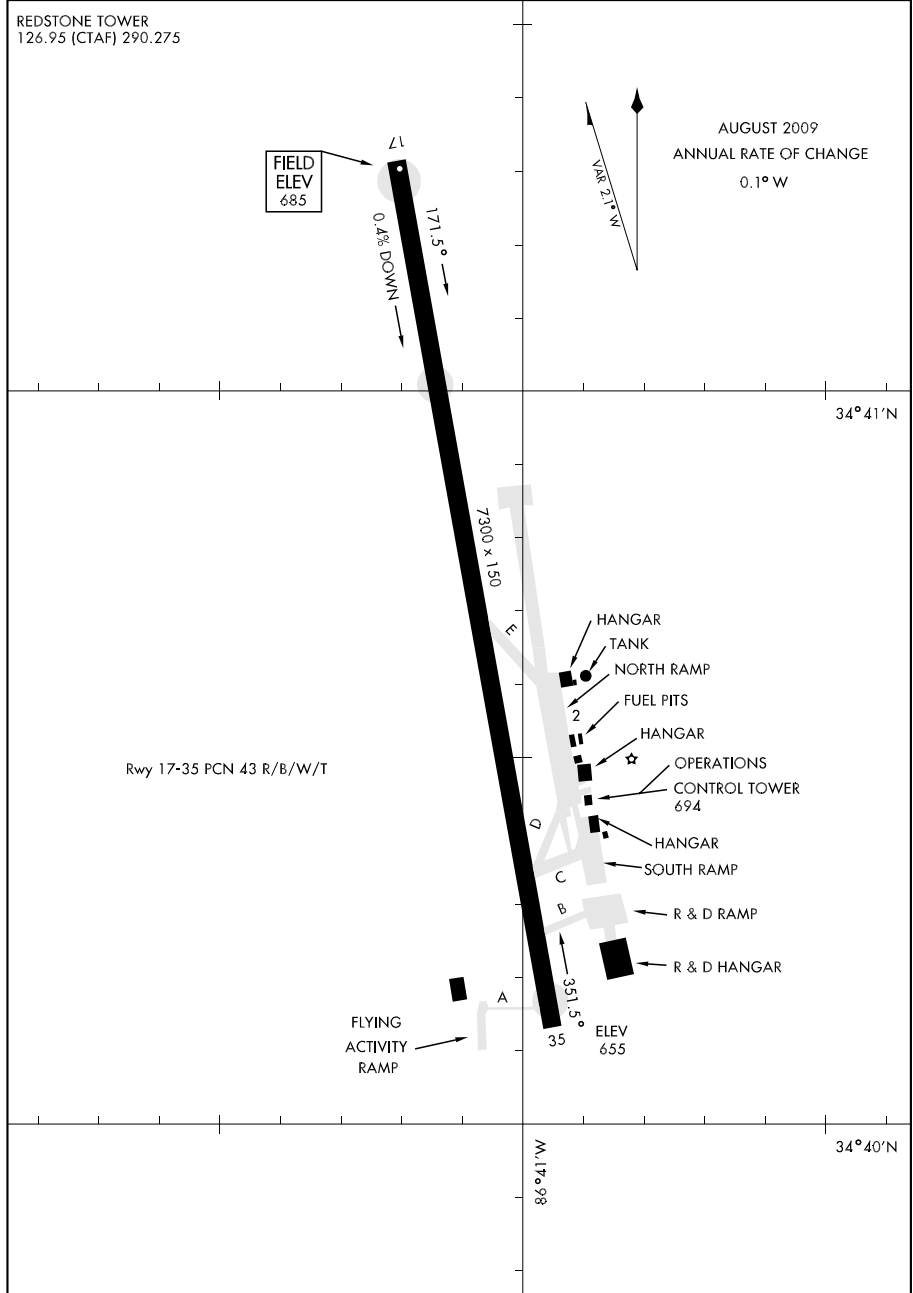 REDSTONE TOWER
126.95 (CTAF) 290.275
AUGUST 2009
ANNUAL RATE OF CHANGE
0.1° W
VAR 2.1° W
17
FIELD
ELEV
685
171.5°
0.4% DOWN
34°41'N
7300 x 150
E
HANGAR
TANK
NORTH RAMP
2
FUEL PITS
HANGAR
Rwy 17-35 PCN 43 R/B/W/T
OPERATIONS
CONTROL TOWER
694
D
HANGAR
SOUTH RAMP
C
B
R & D RAMP
R & D HANGAR
351.5°
A
FLYING
ACTIVITY
RAMP
35
ELEV
655
34°40'N
86°41'W